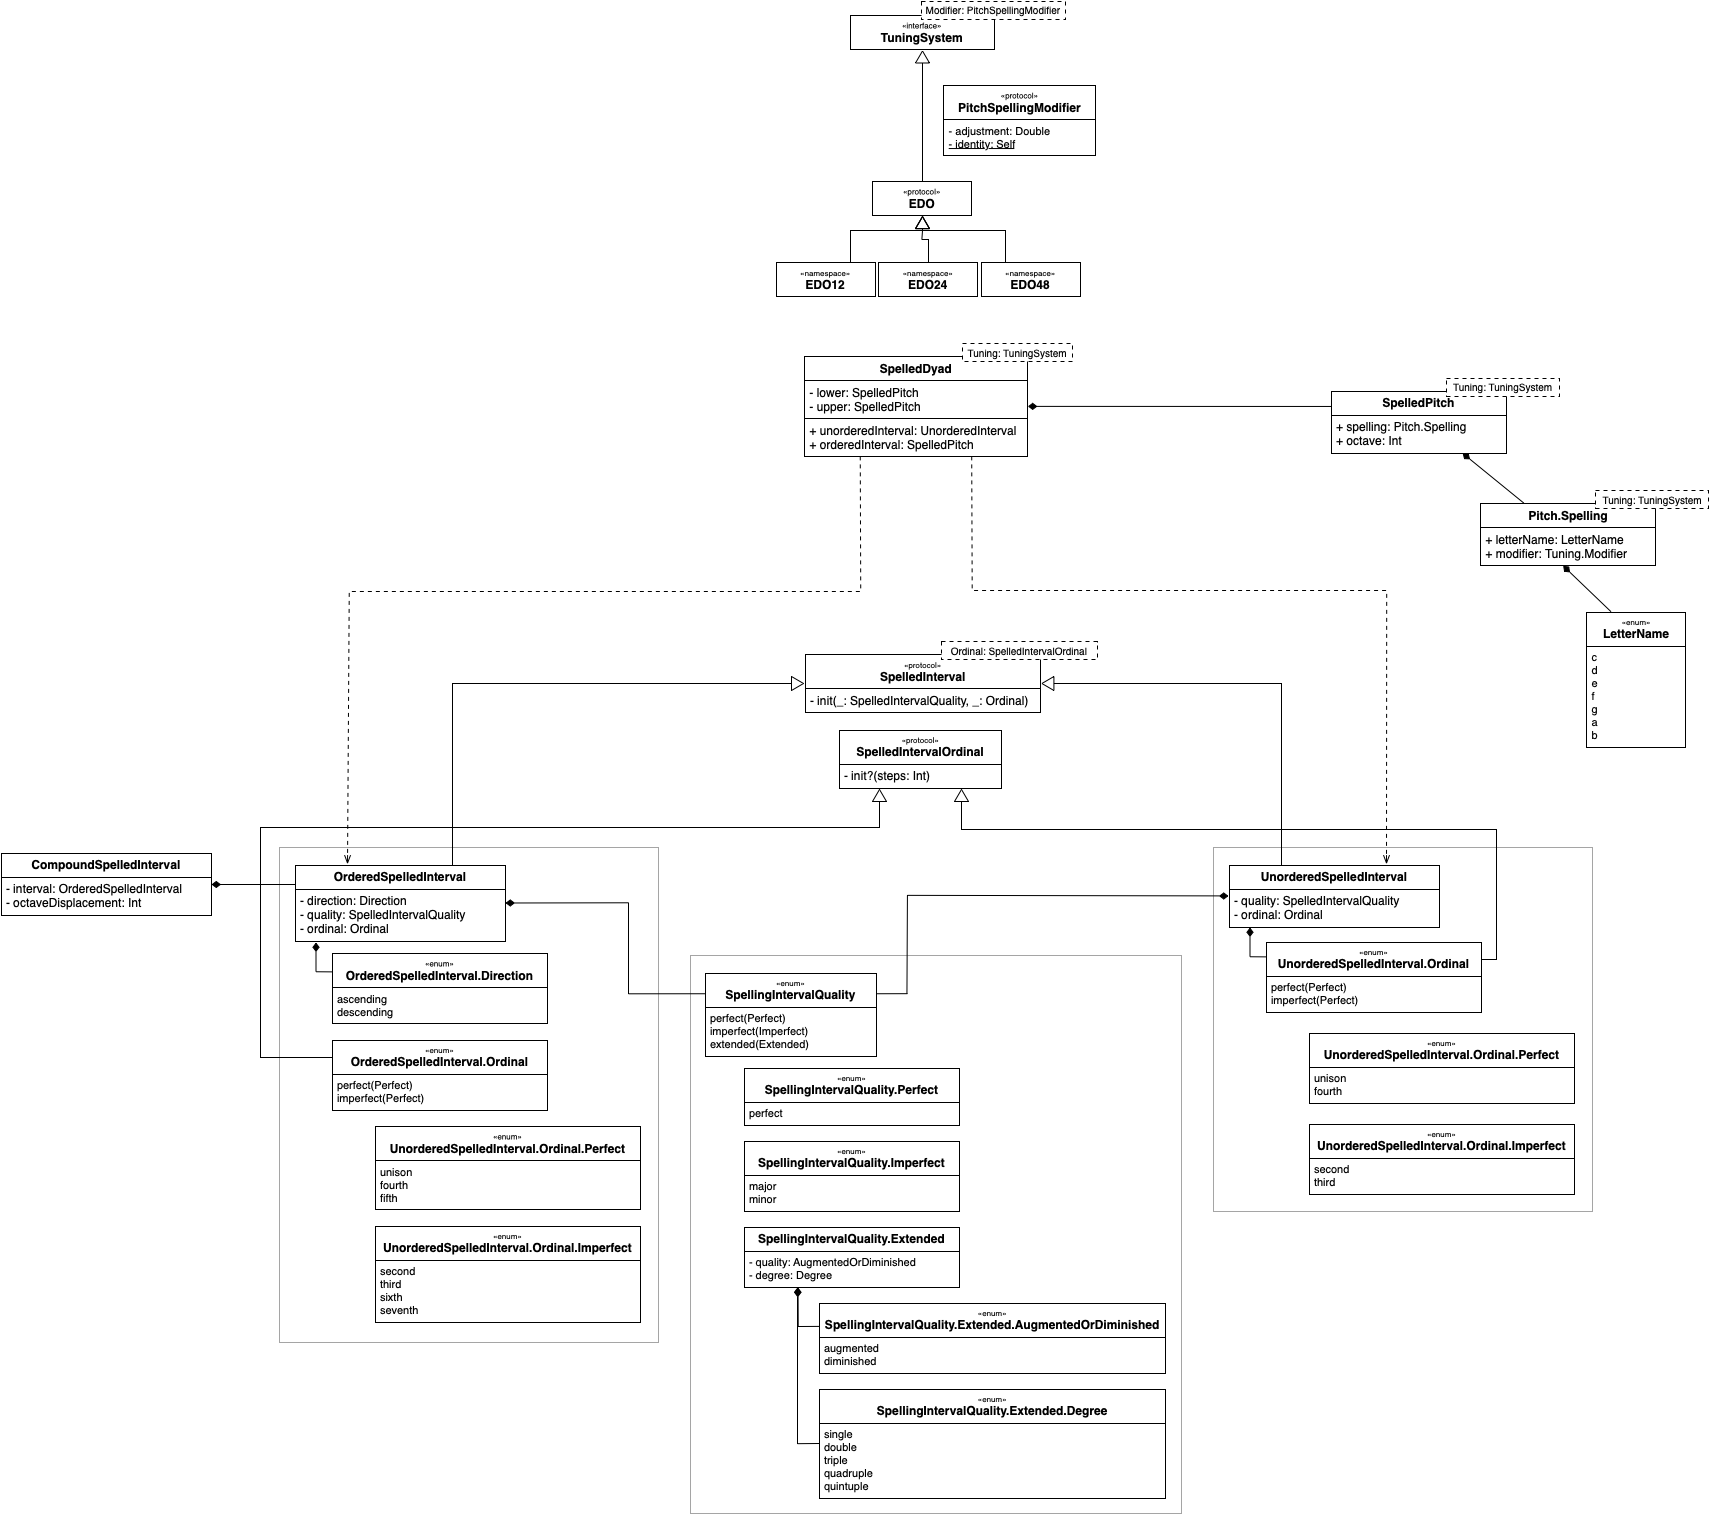 Modifier: PitchSpellingModifier
«interface»
TuningSystem
«protocol»
PitchSpellingModifier
- adjustment: Double
- identity: Self
«protocol»
EDO
«namespace»
EDO12
«namespace»
EDO24
«namespace»
EDO48
Tuning: TuningSystem
SpelledDyad
- lower: SpelledPitch
- upper: SpelledPitch
+ unorderedInterval: UnorderedInterval
+ orderedInterval: SpelledPitch
Tuning: TuningSystem
SpelledPitch
+ spelling: Pitch.Spelling
+ octave: Int
Tuning: TuningSystem
Pitch.Spelling
+ letterName: LetterName
+ modifier: Tuning.Modifier
«enum»
LetterName
c
d
e
f
g
a
b
Ordinal: SpelledIntervalOrdinal
«protocol»
SpelledInterval
- init(_: SpelledIntervalQuality, _: Ordinal)
«protocol»
SpelledIntervalOrdinal
- init?(steps: Int)
CompoundSpelledInterval
- interval: OrderedSpelledInterval
- octaveDisplacement: Int
OrderedSpelledInterval
- direction: Direction
- quality: SpelledIntervalQuality
- ordinal: Ordinal
«enum»
OrderedSpelledInterval.Direction
ascending
descending
«enum»
OrderedSpelledInterval.Ordinal
perfect(Perfect)
imperfect(Perfect)
«enum»
UnorderedSpelledInterval.Ordinal.Perfect
unison
fourth
fifth
«enum»
UnorderedSpelledInterval.Ordinal.Imperfect
second
third
sixth
seventh
«enum»
SpellingIntervalQuality
perfect(Perfect)
imperfect(Imperfect)
extended(Extended)
«enum»
SpellingIntervalQuality.Perfect
perfect
«enum»
SpellingIntervalQuality.Imperfect
major
minor
SpellingIntervalQuality.Extended
- quality: AugmentedOrDiminished
- degree: Degree
«enum»
SpellingIntervalQuality.Extended.AugmentedOrDiminished
augmented
diminished
«enum»
SpellingIntervalQuality.Extended.Degree
single
double
triple
quadruple
quintuple
UnorderedSpelledInterval
- quality: SpelledIntervalQuality
- ordinal: Ordinal
«enum»
UnorderedSpelledInterval.Ordinal
perfect(Perfect)
imperfect(Perfect)
«enum»
UnorderedSpelledInterval.Ordinal.Perfect
unison
fourth
«enum»
UnorderedSpelledInterval.Ordinal.Imperfect
second
third